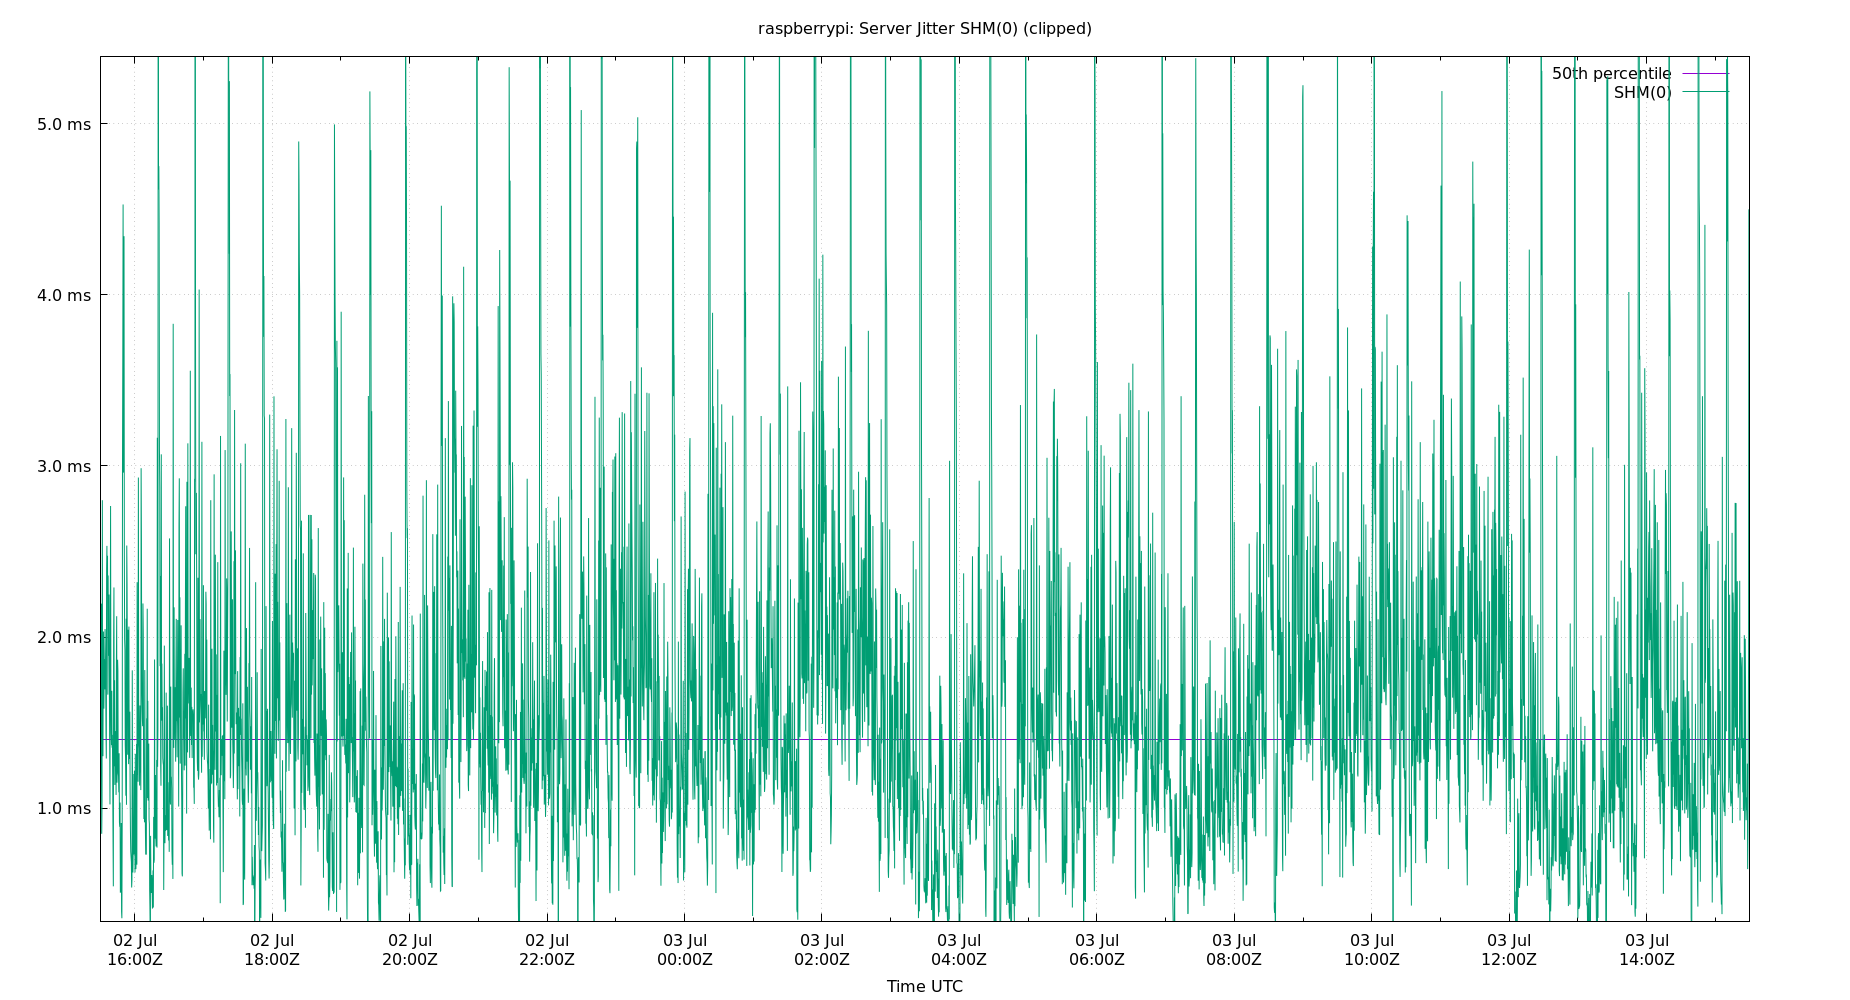 raspberrypi: Server Jitter SHM(0) (clipped)
50th percentile
SHM(0)
5.0 ms
4.0 ms
3.0 ms
2.0 ms
1.0 ms
02 Jul 02 Jul 02 Jul 02 Jul 03 Jul 03 Jul 03 Jul 03 Jul 03 Jul 03 Jul 03 Jul 03 Jul
16:00Z 18:00Z 20:00Z 22:00Z 00:00Z 02:00Z 04:00Z 06:00Z 08:00Z 10:00Z 12:00Z 14:00Z
Time UTC